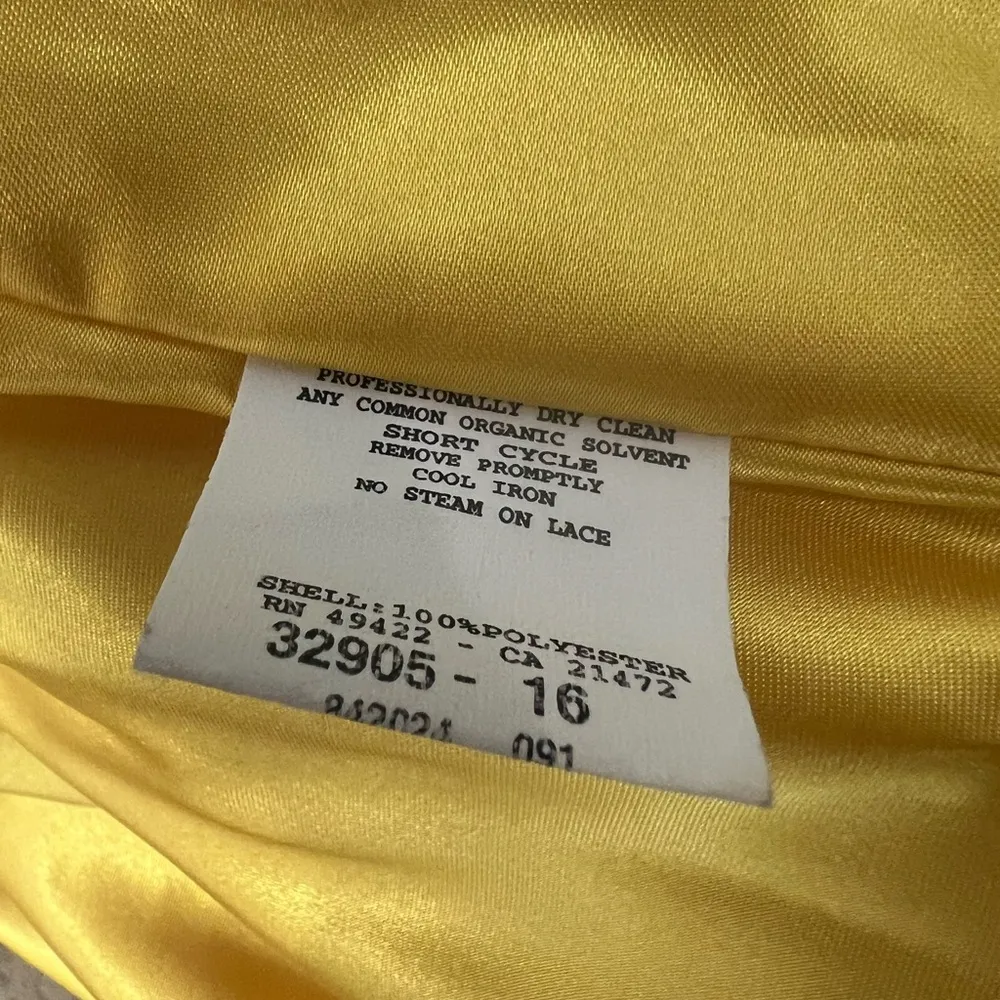 PROFESSIONALLY DRY CLEAN
ANY COMMON ORGANIC SOLVENT
SHORT CYCLE
REMOVE PROMPTLY
COOL IRON
NO STEAM ON LACE
SHELL:100%POLYESTER
RN 49422 - CA 21472
32905 - 16
842024 091